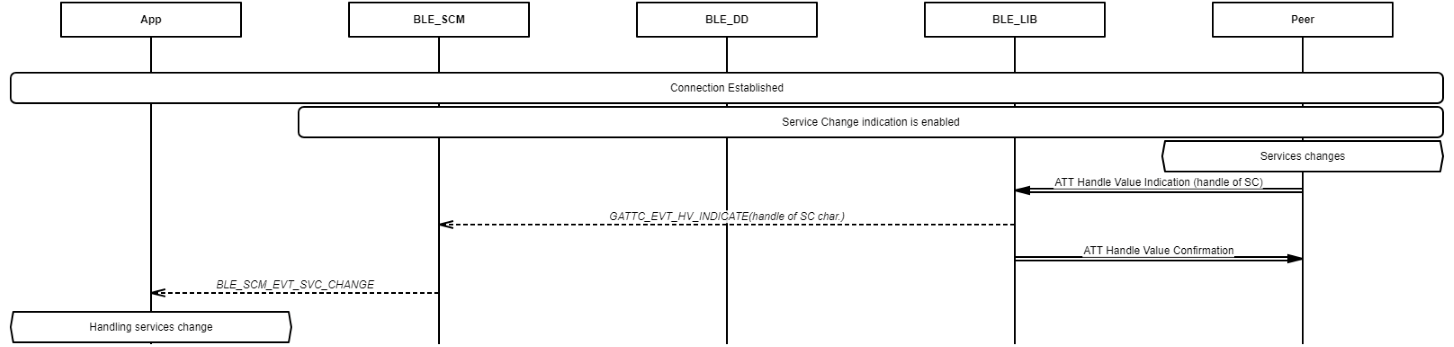 App
BLE_SCM
BLE_DD
BLE_LIB
Peer
Connection Established
Service Change indication is enabled
Services changes
ATT Handle Value Indication (handle of SC)
GATTC_EVT_HV_INDICATE(handle of SC char.)
ATT Handle Value Confirmation
BLE_SCM_EVT_SVC_CHANGE
Handling services change